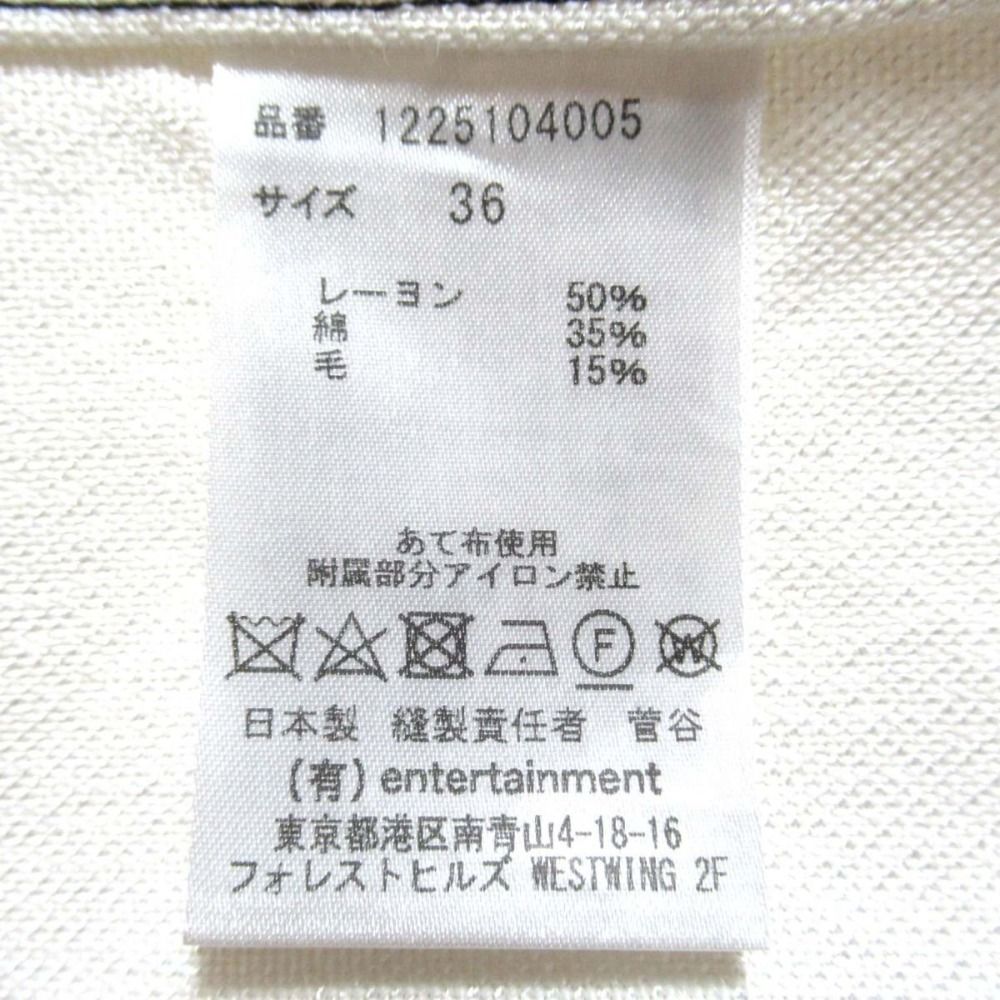 品番 1225104005
サイズ 36
レーヨン 50%
綿 35%
毛 15%
あて布使用
附属部分アイロン禁止
F W
日本製 縫製責任者 菅谷
(有) entertainment
東京都港区南青山4-18-16
フォレストヒルズ WESTWING 2F